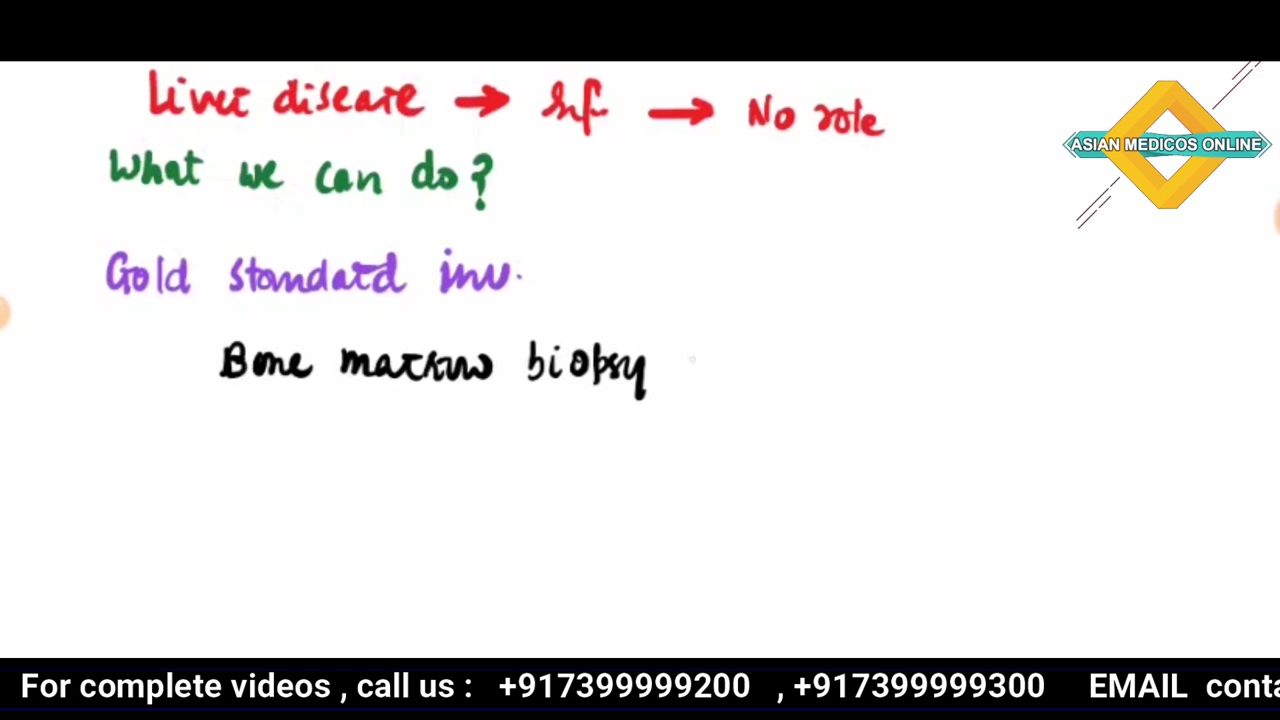 Liver disease → Inf → No role
ASIAN MEDICOS ONLINE
What we can do?
Gold standard inv.
Bone marrow biopsy
For complete videos , call us : +917399999200 , +917399999300 EMAIL conta